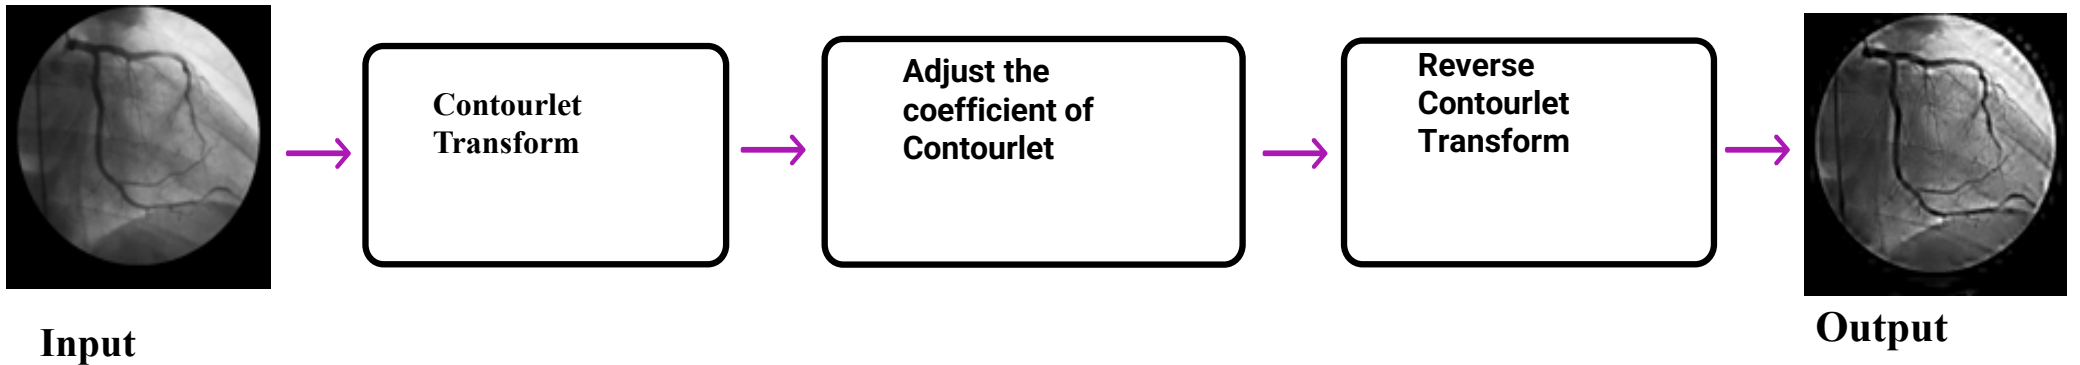 Contourlet
Transform
Adjust the
coefficient of
Contourlet
Reverse
Contourlet
Transform
Input
Output